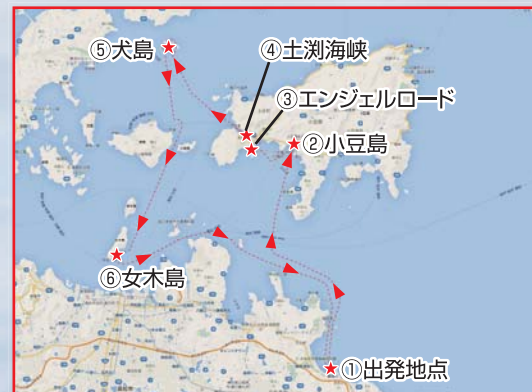 ⑤犬島
④土渕海峡
③エンジェルロード
②小豆島
⑥女木島
①出発地点